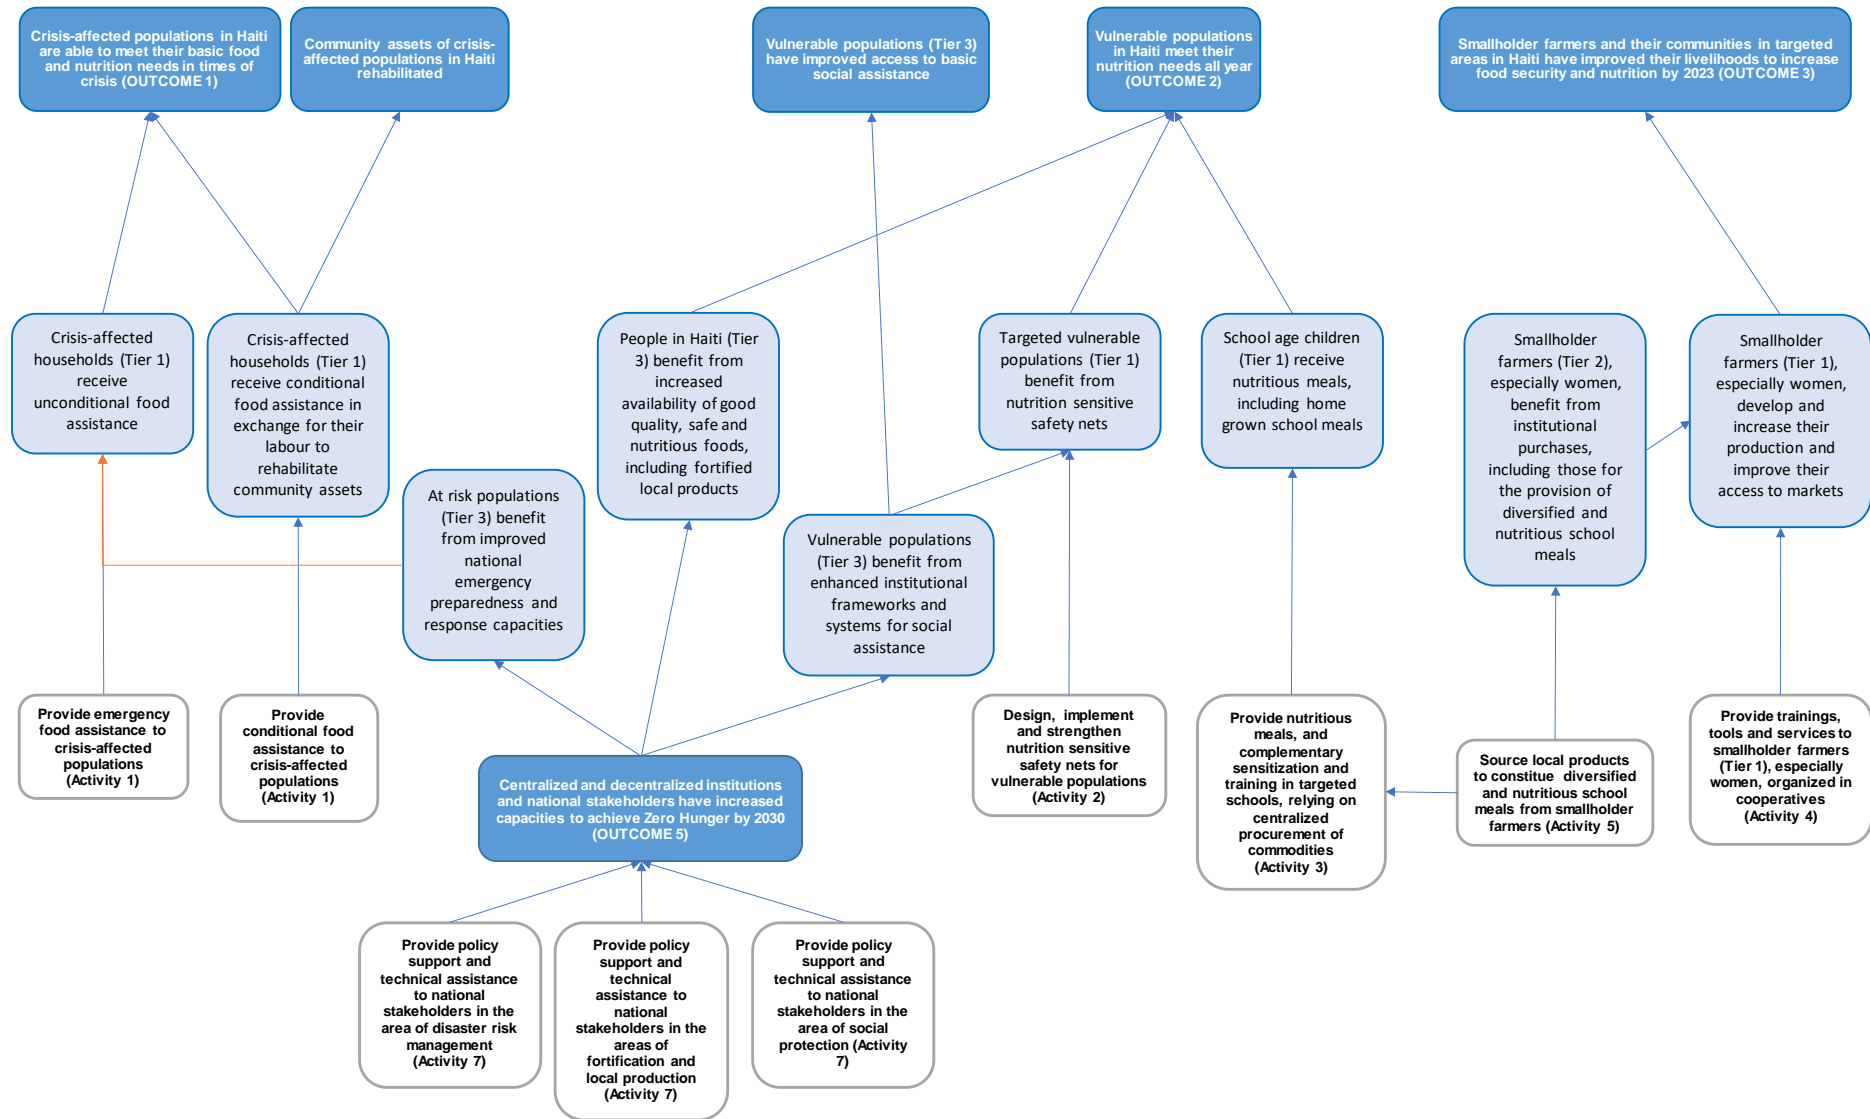 Crisis-affected populations in Haiti
are able to meet their basic food
and nutrition needs in times of
crisis (OUTCOME 1)
Community assets of crisis-
affected populations in Haiti
rehabilitated
Vulnerable populations (Tier 3)
have improved access to basic
social assistance
Vulnerable populations
in Haiti meet their
nutrition needs all year
(OUTCOME 2)
Smallholder farmers and their communities in targeted
areas in Haiti have improved their livelihoods to increase
food security and nutrition by 2023 (OUTCOME 3)
Crisis-affected
households (Tier 1)
receive
unconditional food
assistance
Crisis-affected
households (Tier 1)
receive conditional
food assistance in
exchange for their
labour to
rehabilitate
community assets
At risk populations
(Tier 3) benefit
from improved
national
emergency
preparedness and
response capacities
People in Haiti (Tier
3) benefit from
increased
availability of good
quality, safe and
nutritious foods,
including fortified
local products
Vulnerable populations
(Tier 3) benefit from
enhanced institutional
frameworks and
systems for social
assistance
Targeted vulnerable
populations (Tier 1)
benefit from
nutrition sensitive
safety nets
School age children
(Tier 1) receive
nutritious meals,
including home
grown school meals
Smallholder
farmers (Tier 2),
especially women,
benefit from
institutional
purchases,
including those for
the provision of
diversified and
nutritious school
meals
Smallholder
farmers (Tier 1),
especially women,
develop and
increase their
production and
improve their
access to markets
Provide emergency
food assistance to
crisis-affected
populations
(Activity 1)
Provide
conditional food
assistance to
crisis-affected
populations
(Activity 1)
Centralized and decentralized institutions
and national stakeholders have increased
capacities to achieve Zero Hunger by 2030
(OUTCOME 5)
Design, implement
and strengthen
nutrition sensitive
safety nets for
vulnerable populations
(Activity 2)
Provide nutritious
meals, and
complementary
sensitization and
training in targeted
schools, relying on
centralized
procurement of
commodities
(Activity 3)
Source local products
to constitue diversified
and nutritious school
meals from smallholder
farmers (Activity 5)
Provide trainings,
tools and services to
smallholder farmers
(Tier 1), especially
women, organized in
cooperatives
(Activity 4)
Provide policy
support and
technical assistance
to national
stakeholders in the
area of disaster risk
management
(Activity 7)
Provide policy
support and
technical
assistance to
national
stakeholders in the
areas of
fortification and
local production
(Activity 7)
Provide policy
support and
technical assistance
to national
stakeholders in the
area of social
protection (Activity
7)